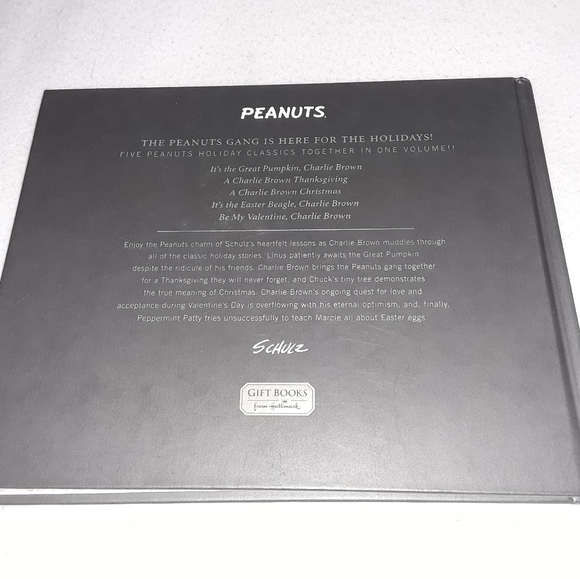 PEANUTS.
THE PEANUTS GANG IS HERE FOR THE HOLIDAYS!
FIVE PEANUTS HOLIDAY CLASSICS TOGETHER IN ONE VOLUME!!
It's the Great Pumpkin, Charlie Brown
A Charlie Brown Thanksgiving
A Charlie Brown Christmas
It's the Easter Beagle, Charlie Brown
Be My Valentine, Charlie Brown
Enjoy the Peanuts charm of Schulz's heartfelt lessons as Charlie Brown muddles through
all of the classic holiday stories. Linus patiently awaits the Great Pumpkin
despite the ridicule of his friends. Charlie Brown brings the Peanuts gang together
for a Thanksgiving they will never forget, and Chuck's tiny tree demonstrates
the true meaning of Christmas. Charlie Brown's ongoing quest for love and
acceptance during Valentine's Day is overflowing with his eternal optimism, and, finally,
Peppermint Patty tries unsuccessfully to teach Marcie all about Easter eggs.
SCHULZ
GIFT BOOKS
from Hallmark